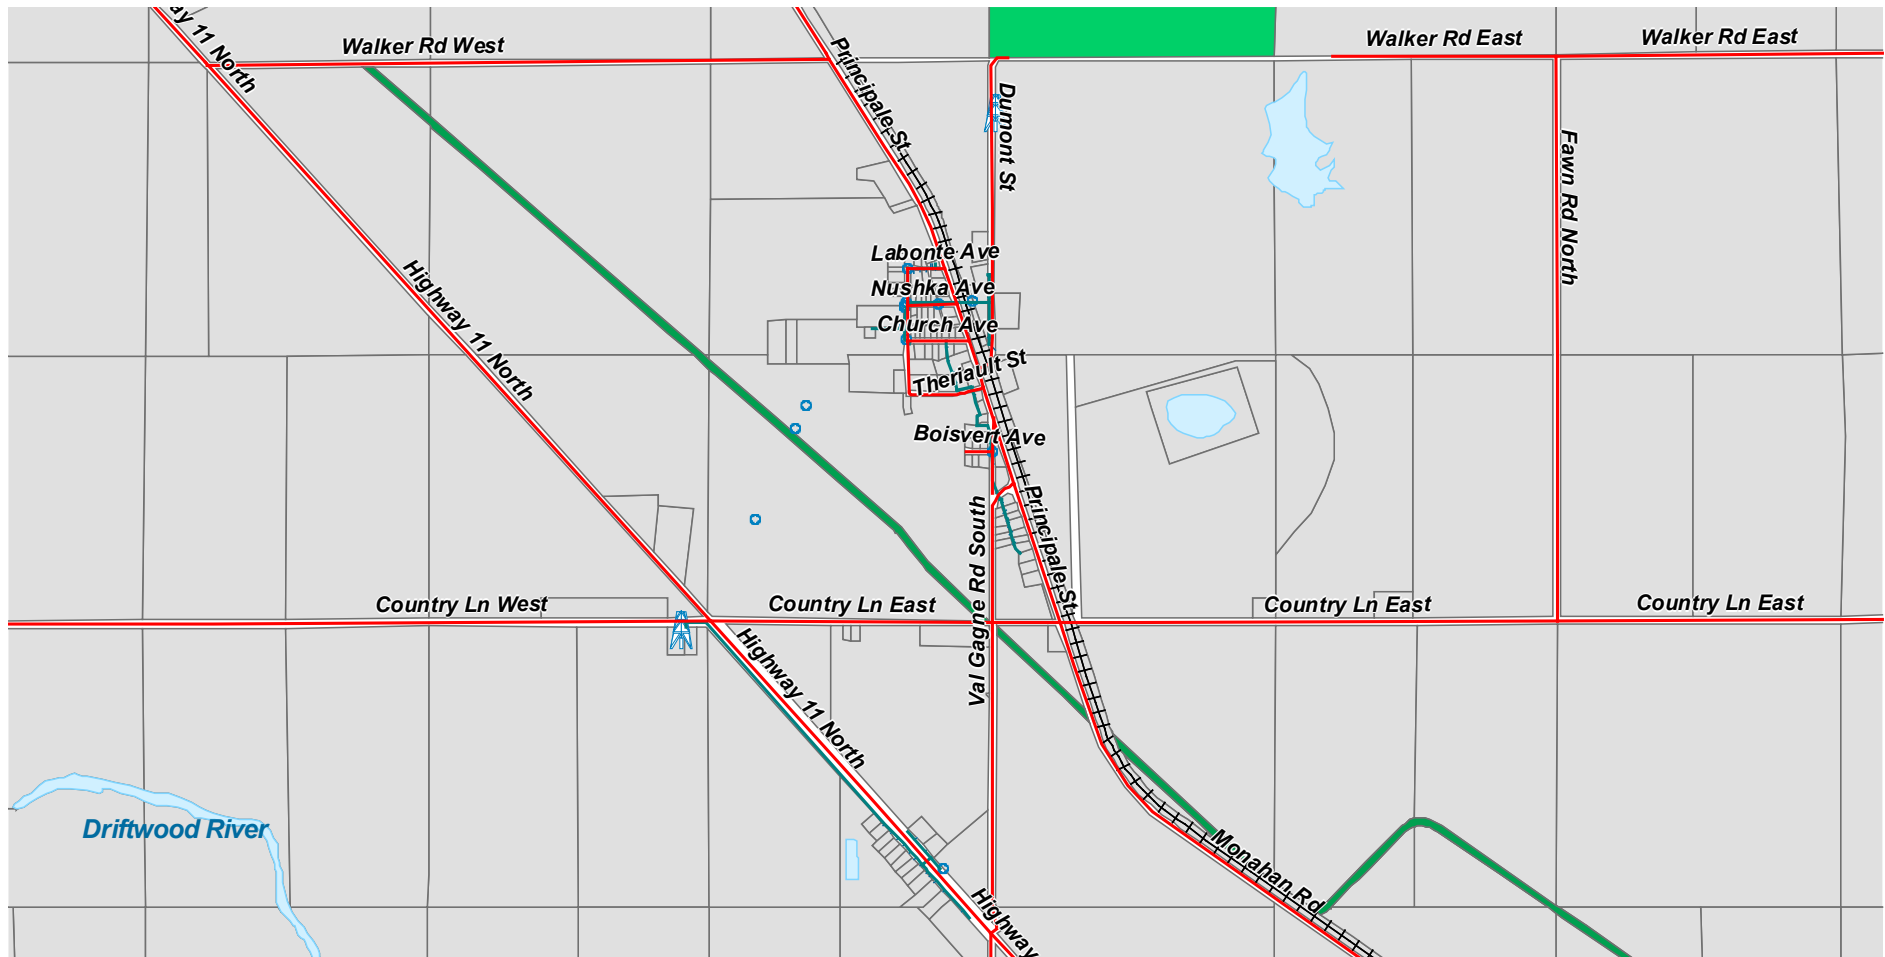 way 11 North
Walker Rd West
Principale St
Walker Rd East
Walker Rd East
Dumont St
Fawn Rd North
Labonte Ave
Nushka Ave
Church Ave
Theriault St
Highway 11 North
Boisvert Ave
Principale St
Val Gagne Rd South
Country Ln West
Country Ln East
Country Ln East
Country Ln East
Highway 11 North
Driftwood River
Monahan Rd
Highway